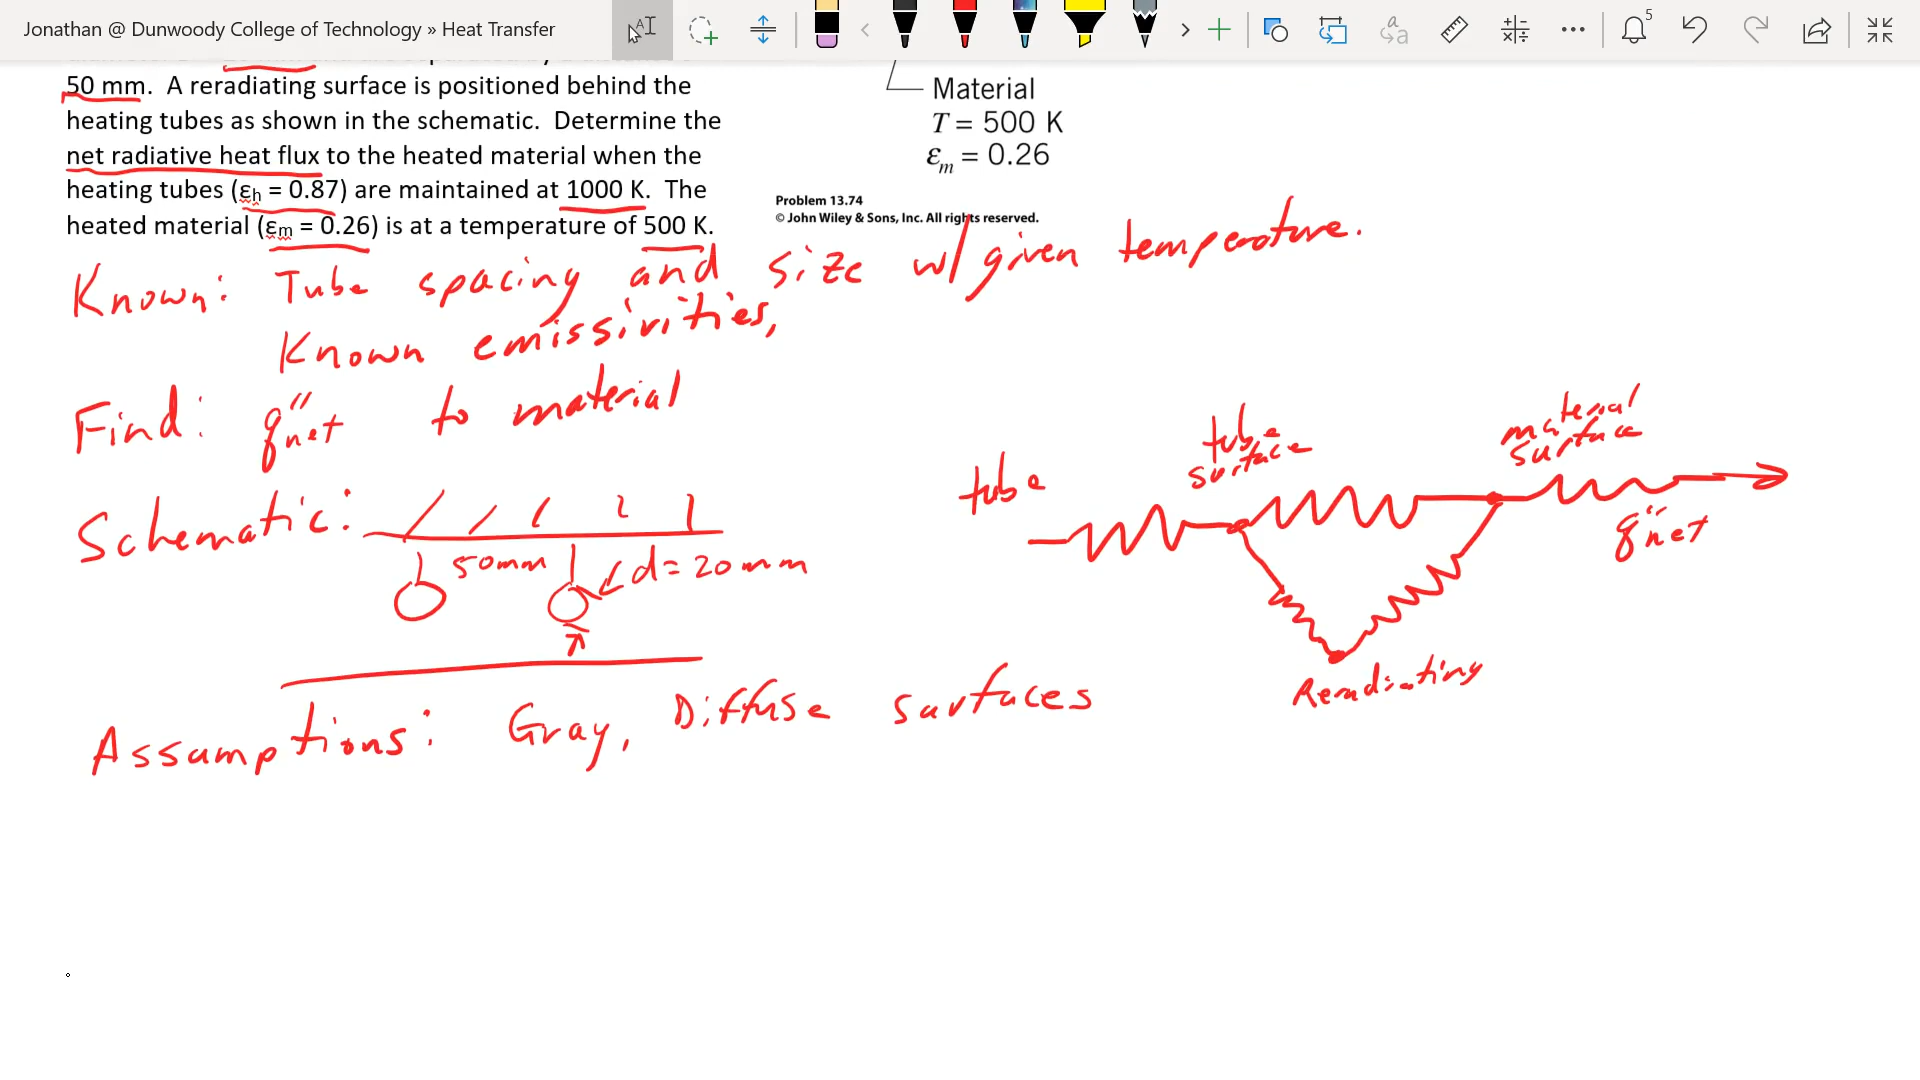 Jonathan @ Dunwoody College of Technology » Heat Transfer
5
50 mm. A reradiating surface is positioned behind the
heating tubes as shown in the schematic. Determine the
net radiative heat flux to the heated material when the
heating tubes (εh = 0.87) are maintained at 1000 K. The
heated material (εm = 0.26) is at a temperature of 500 K.
Material
T = 500 K
εm = 0.26
Problem 13.74
© John Wiley & Sons, Inc. All rights reserved.
Known: Tube spacing and size w/ given temperature.
Known emissivities,
Find: q"net to material
Schematic:
50mm
d = 20mm
Assumptions: Gray, Diffuse surfaces
tube
tube
surface
material
surface
q"net
Reradiating